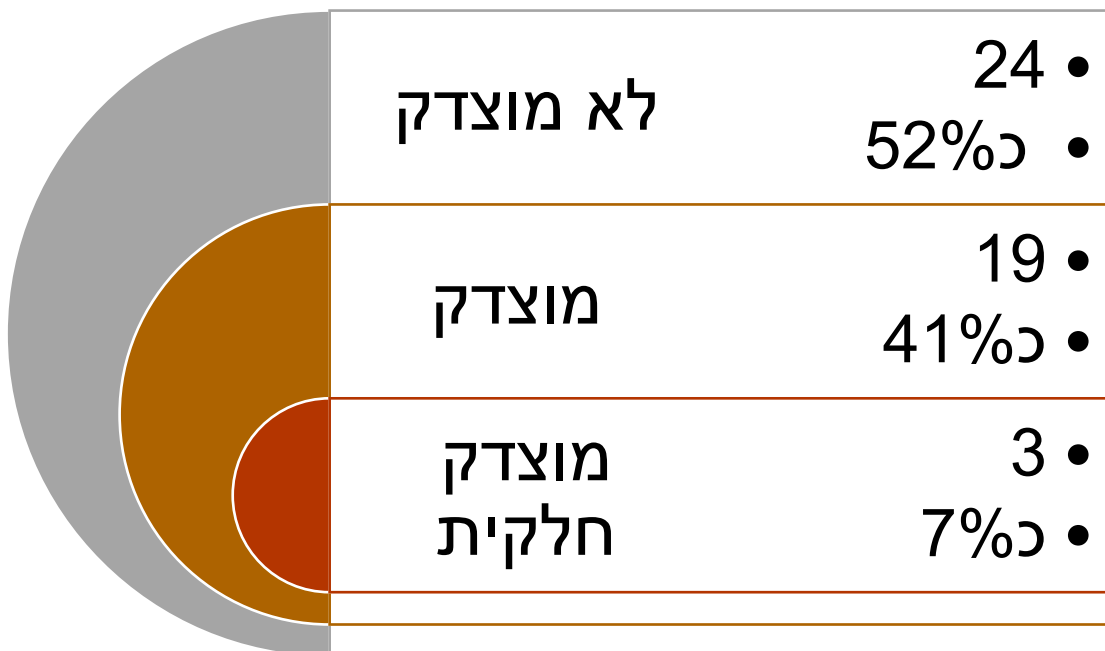 לא מוצדק
• 24
• כ52%
מוצדק
• 19
• כ41%
מוצדק
חלקית
• 3
• כ7%